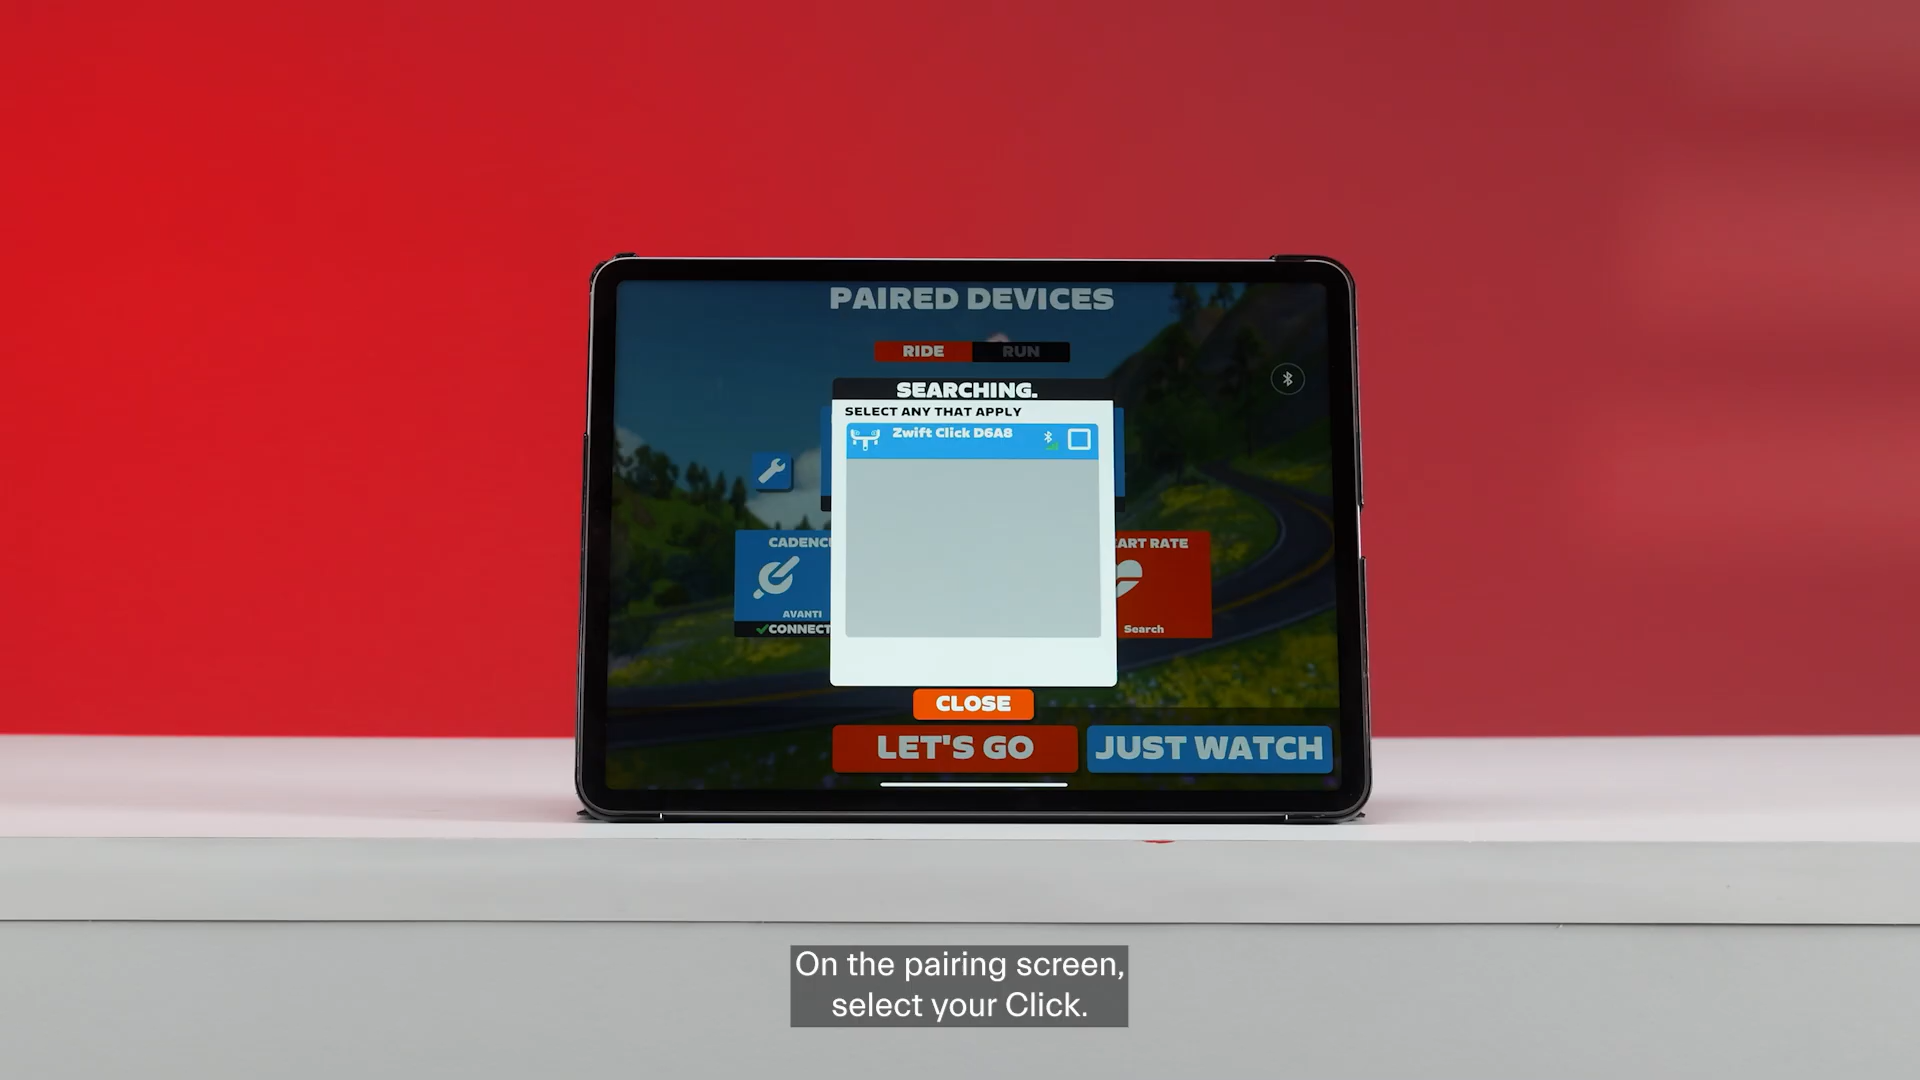 PAIRED DEVICES
RIDE RUN
SEARCHING.
SELECT ANY THAT APPLY
Zwift Click D6A8
CADENC
AVANTI
CONNECT
ART RATE
Search
CLOSE
LET'S GO
JUST WATCH
On the pairing screen,
select your Click.